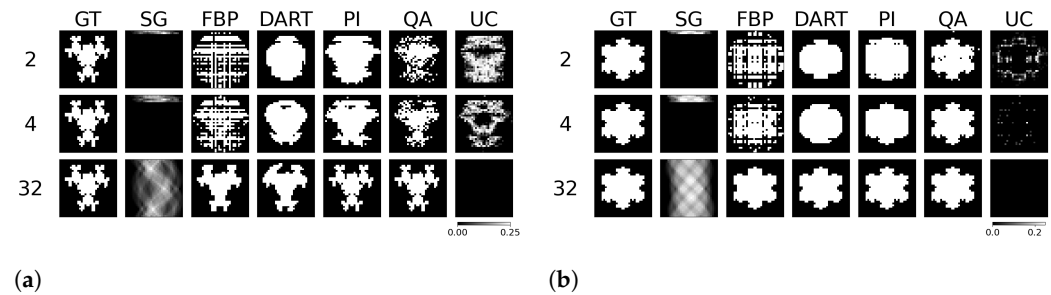 GT SG FBP DART PI QA UC
2
4
32
0.00 0.25
(a)
GT SG FBP DART PI QA UC
2
4
32
0.0 0.2
(b)